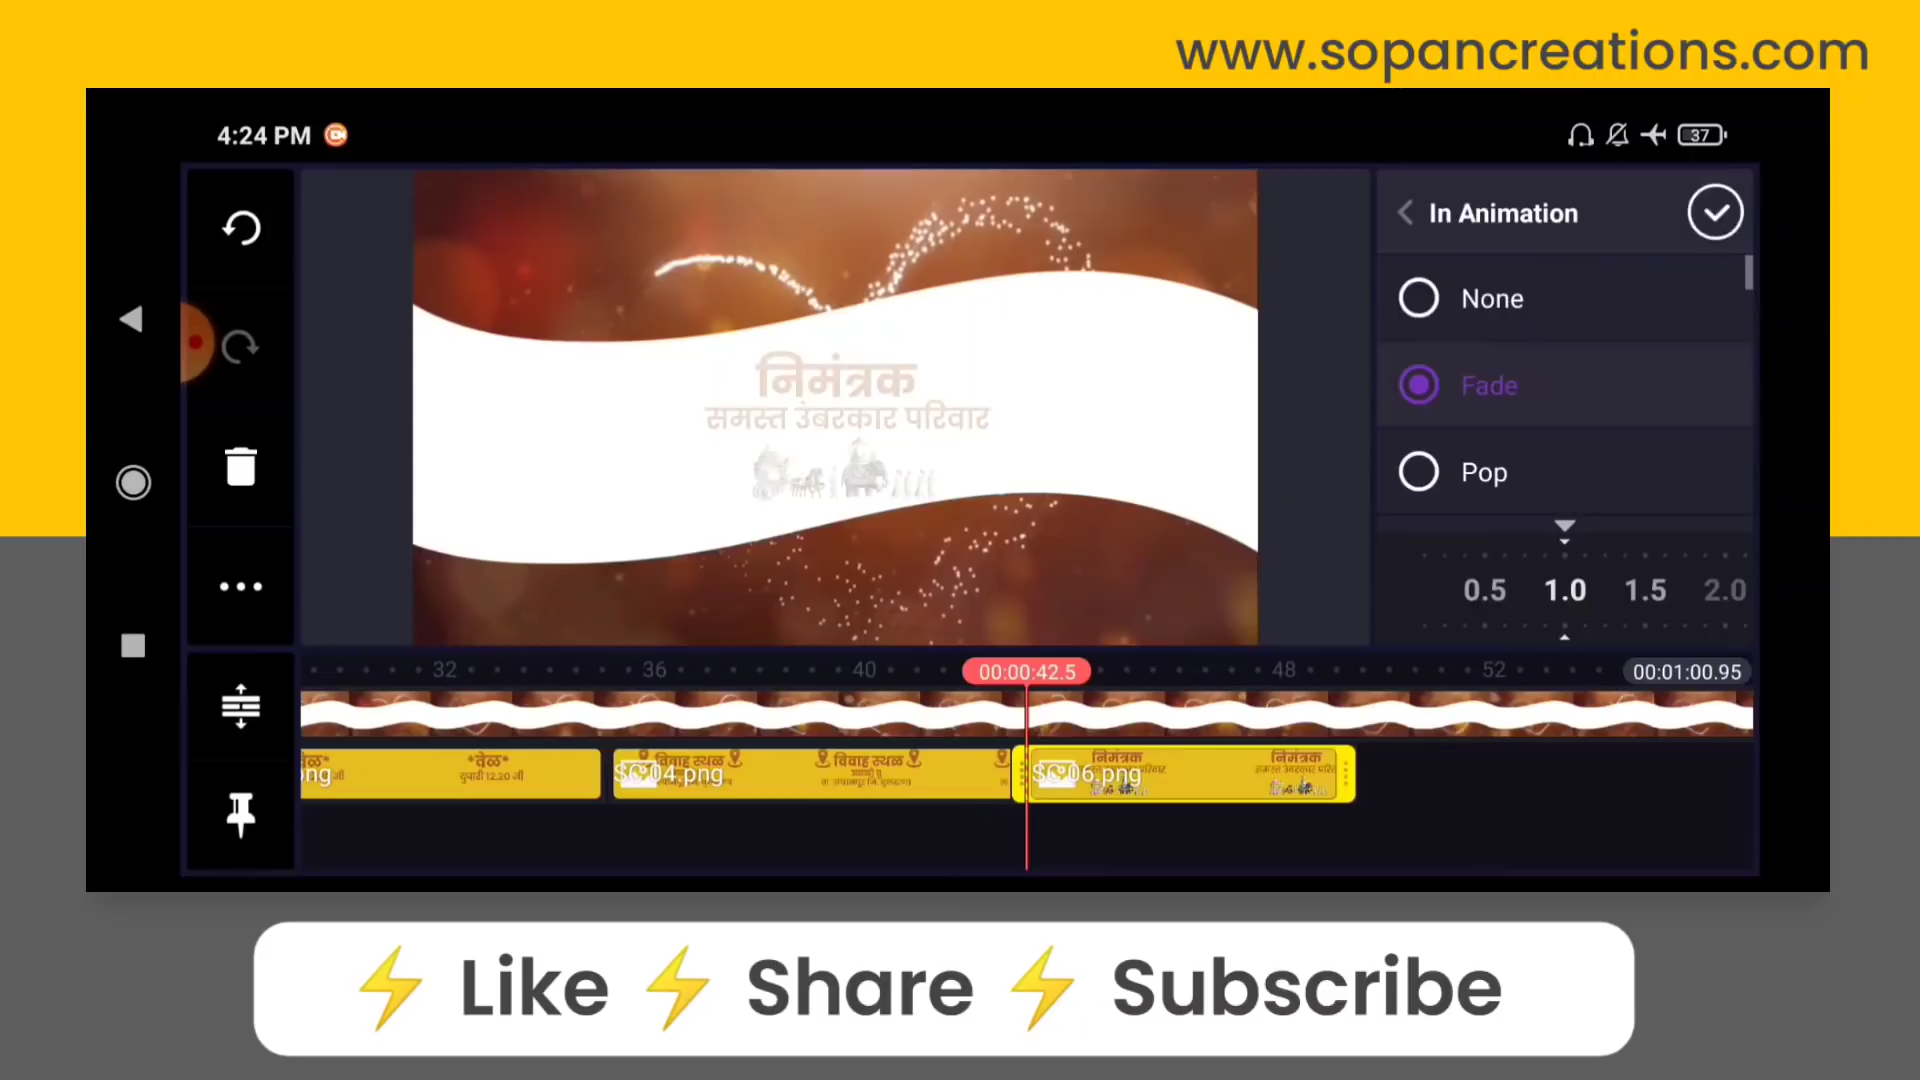 www.sopancreations.com
4:24 PM
37
In Animation
None
Fade
Pop
0.5 1.0 1.5 2.0
निमंत्रक
समस्त उंबरकार परिवार
32 36 40 00:00:42.5 48 52 00:01:00.95
*वेळ*
दुपारी 12.20 वी
विवाह स्थळ विवाह स्थळ
04.png
निमंत्रक निमंत्रक
06.png
Like Share Subscribe